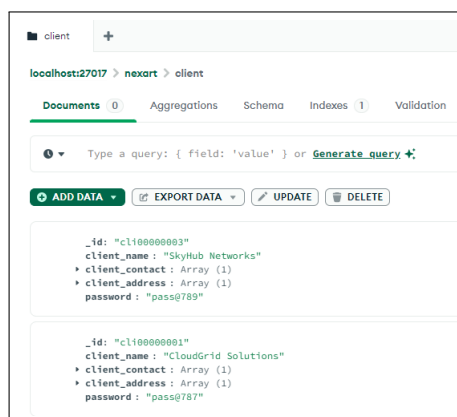 client +
localhost:27017 > nexart > client
Documents 0 Aggregations Schema Indexes 1 Validation
Type a query: { field: 'value' } or Generate query
ADD DATA EXPORT DATA UPDATE DELETE
_id: "cli00000003"
client_name : "SkyHub Networks"
client_contact : Array (1)
client_address : Array (1)
password : "pass@789"
_id: "cli00000001"
client_name : "CloudGrid Solutions"
client_contact : Array (1)
client_address : Array (1)
password : "pass@787"